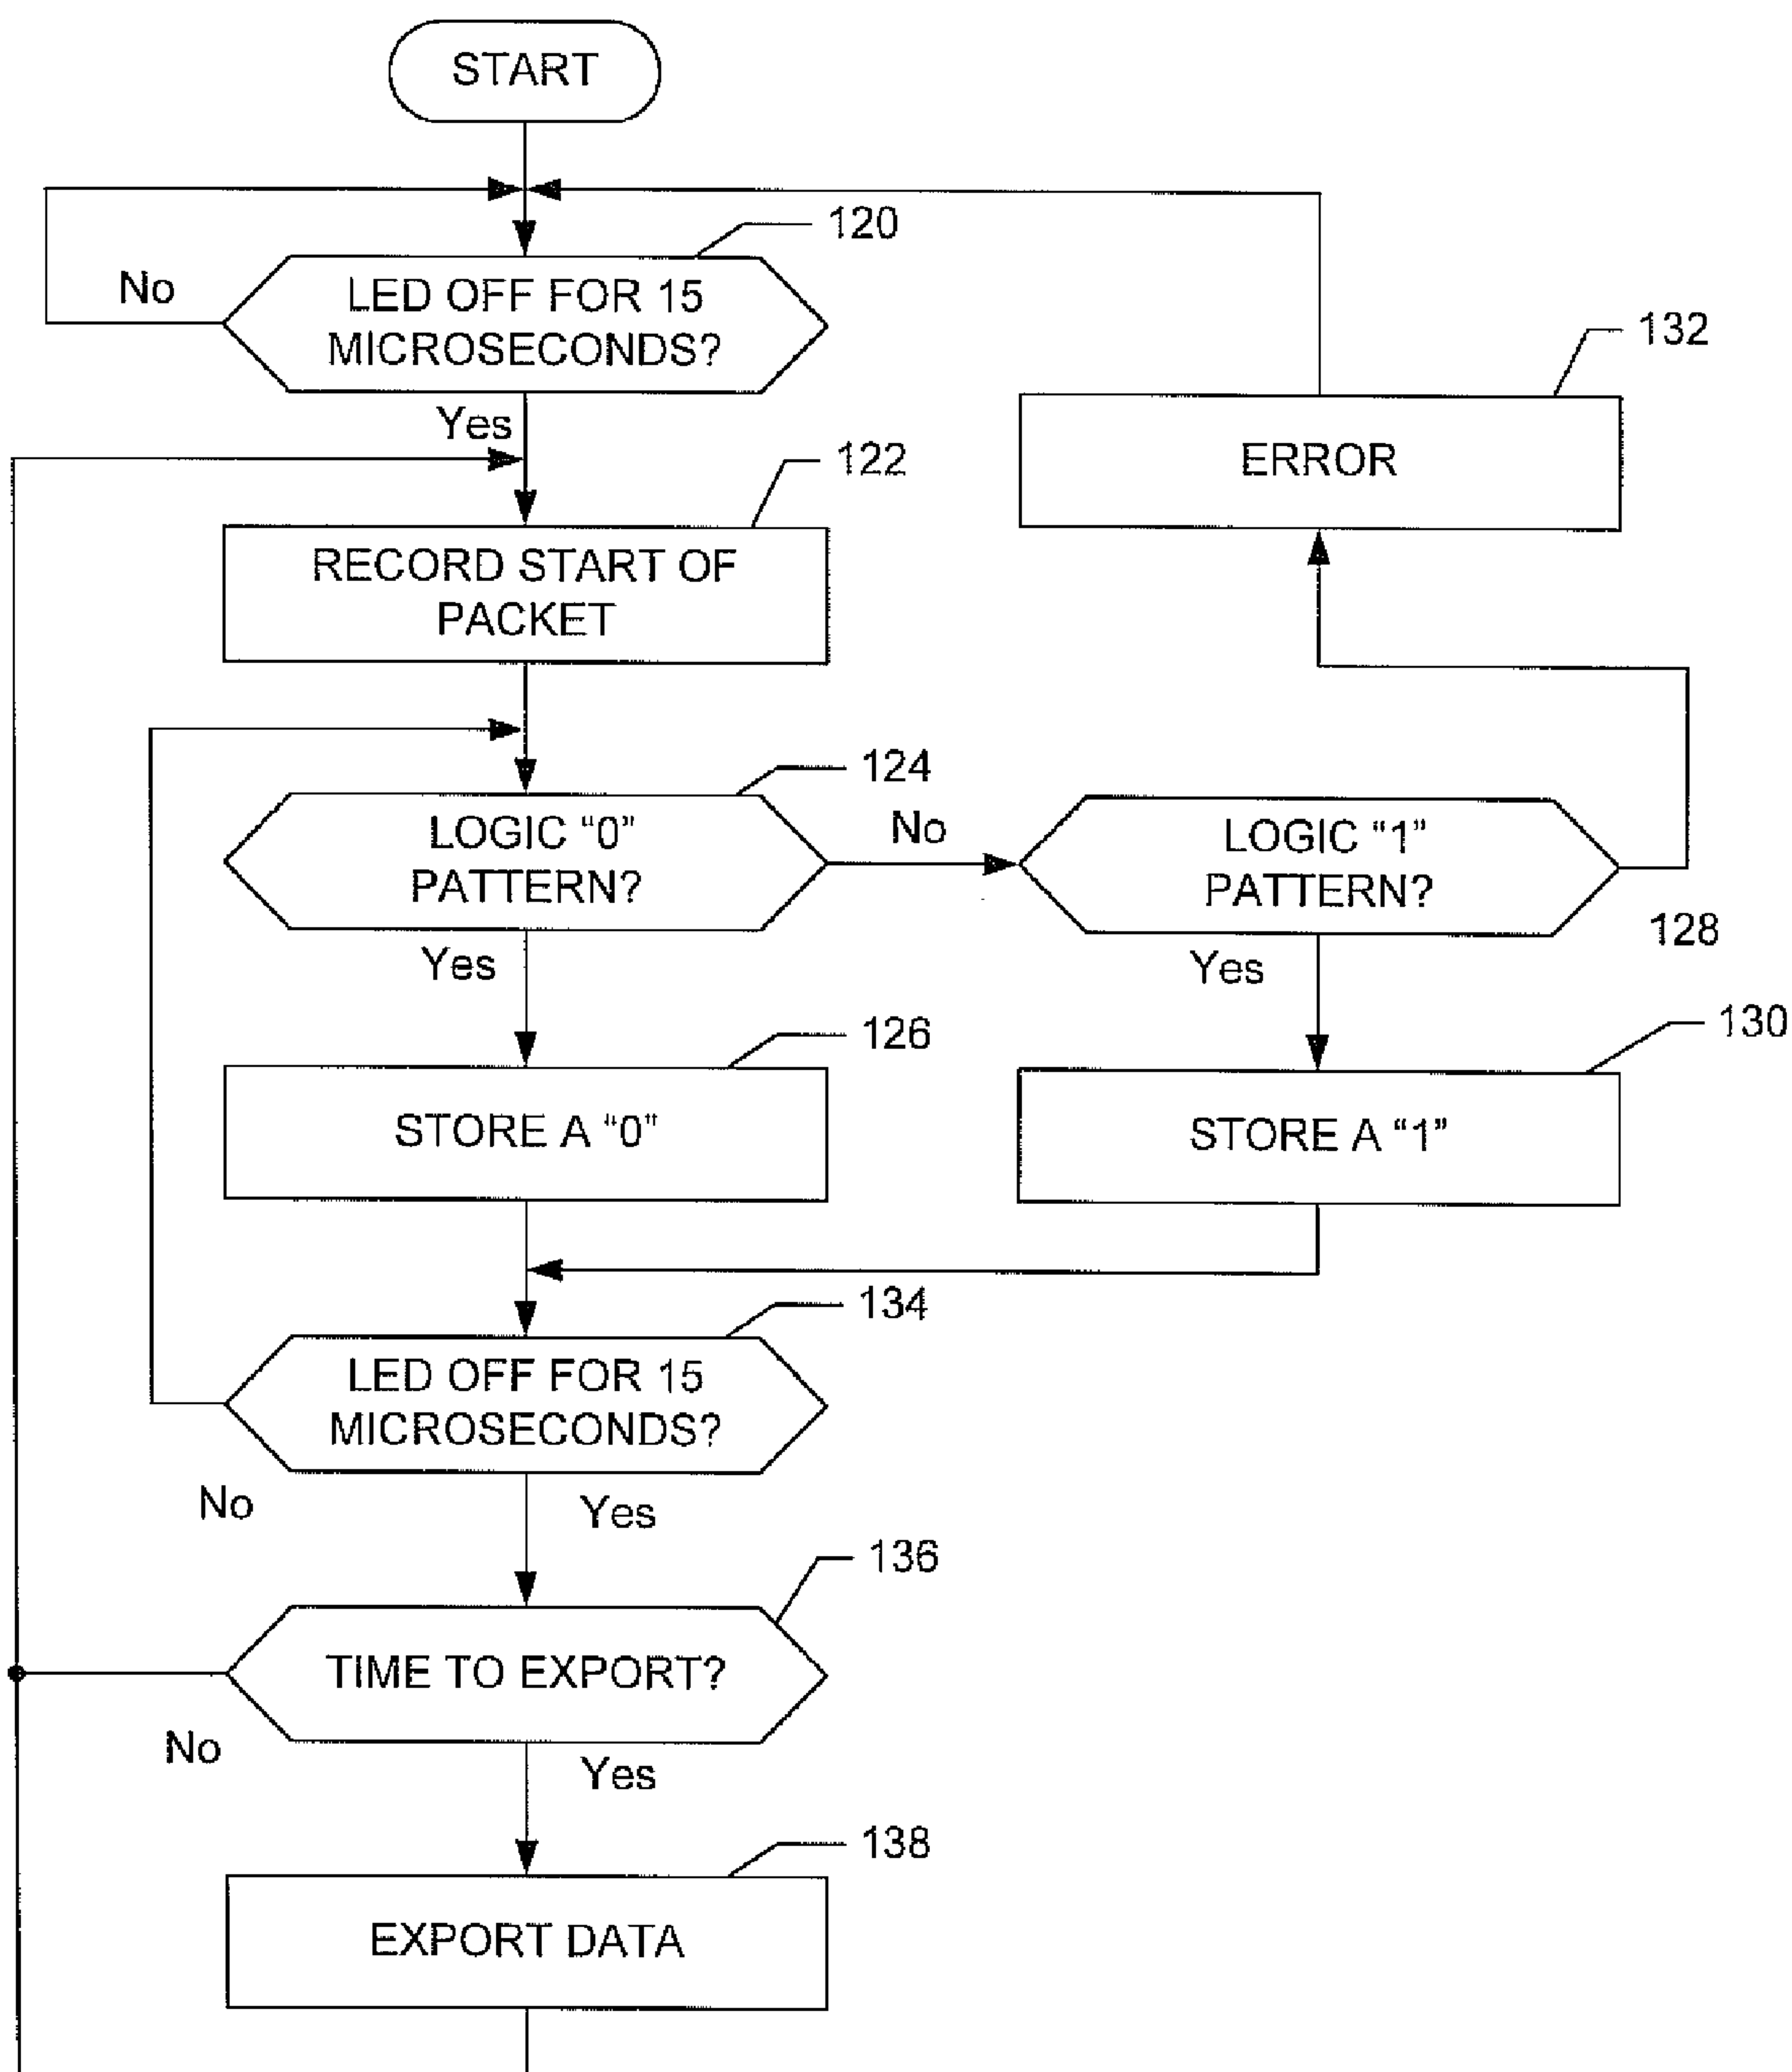 START
120
No
LED OFF FOR 15
MICROSECONDS?
132
Yes
ERROR
122
RECORD START OF
PACKET
124
No
LOGIC “0”
PATTERN?
LOGIC “1”
PATTERN?
128
Yes
Yes
126
130
STORE A “0”
STORE A “1”
134
LED OFF FOR 15
MICROSECONDS?
No
Yes
136
TIME TO EXPORT?
No
Yes
138
EXPORT DATA